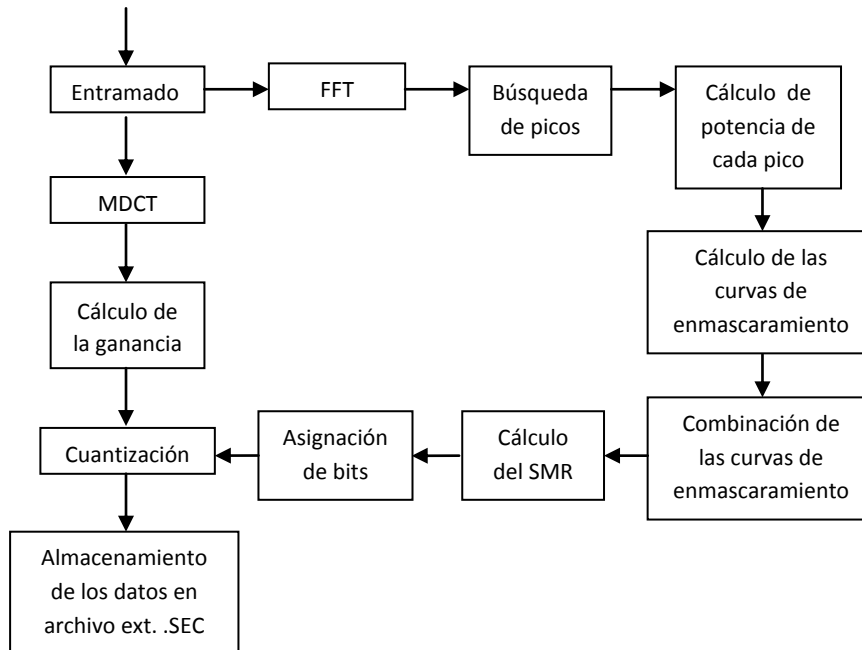 Entramado
FFT
Búsqueda
de picos
Cálculo de
potencia de
cada pico
MDCT
Cálculo de las
curvas de
enmascaramiento
Cálculo de
la ganancia
Cuantización
Asignación
de bits
Cálculo
del SMR
Combinación de
las curvas de
enmascaramiento
Almacenamiento
de los datos en
archivo ext. .SEC